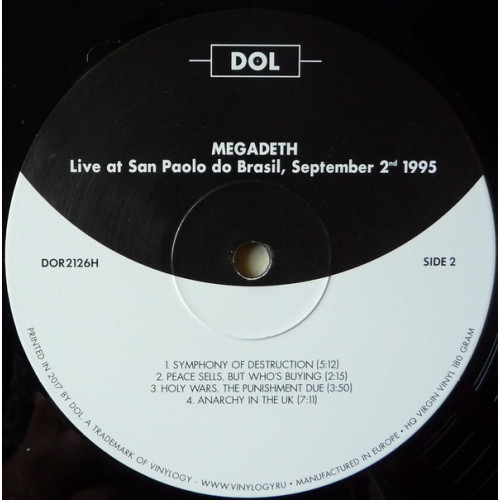 DOL
MEGADETH
Live at San Paolo do Brasil, September 2nd 1995
DOR2126H
SIDE 2
1. SYMPHONY OF DESTRUCTION (5:12)
2. PEACE SELLS, BUT WHO'S BUYING (2:15)
3. HOLY WARS, THE PUNISHMENT DUE (3:50)
4. ANARCHY IN THE UK (7:11)
PRINTED IN 2017 BY DOL, A TRADEMARK OF VINYLOGY - WWW.VINYLOGY.RU • MANUFACTURED IN EUROPE • HQ VIRGIN VINYL 180 GRAM